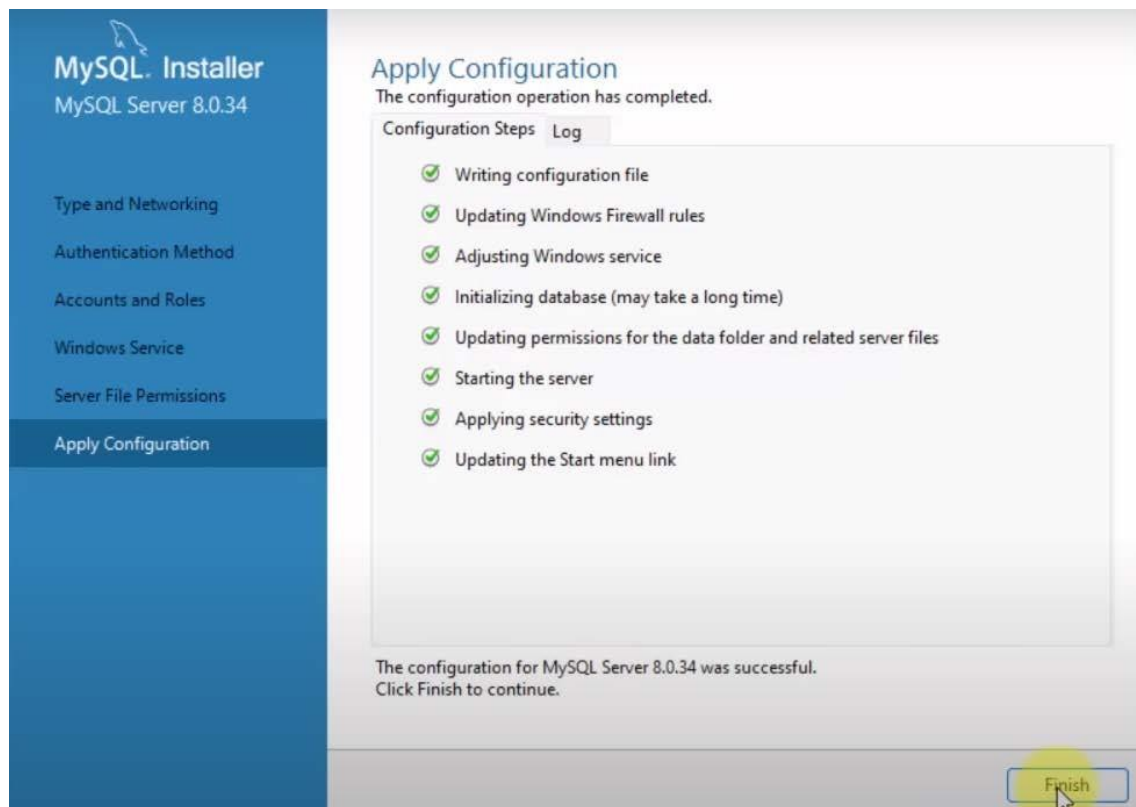 MySQL. Installer
MySQL Server 8.0.34
Type and Networking
Authentication Method
Accounts and Roles
Windows Service
Server File Permissions
Apply Configuration
Apply Configuration
The configuration operation has completed.
Configuration Steps Log
Writing configuration file
Updating Windows Firewall rules
Adjusting Windows service
Initializing database (may take a long time)
Updating permissions for the data folder and related server files
Starting the server
Applying security settings
Updating the Start menu link
The configuration for MySQL Server 8.0.34 was successful.
Click Finish to continue.
Finish